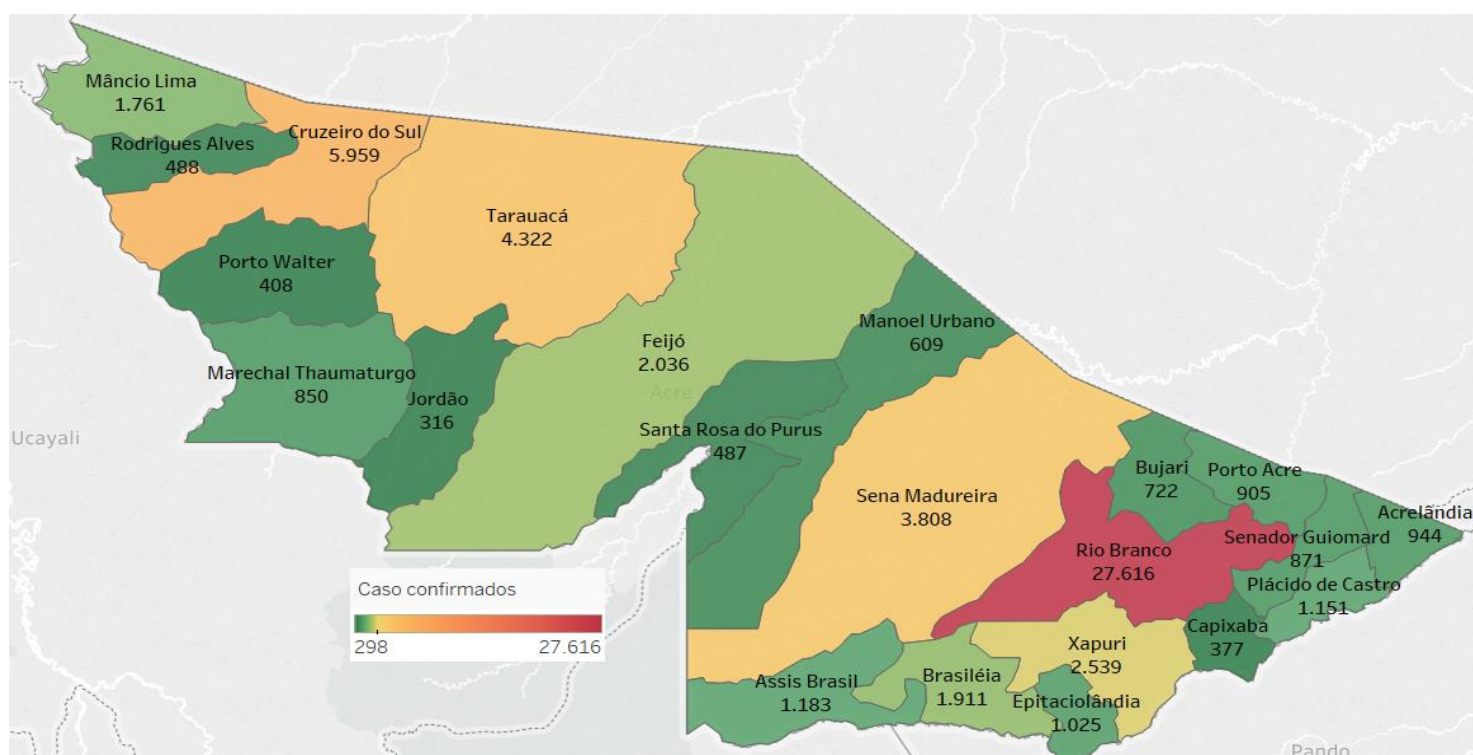 Mâncio Lima
1.761
Rodrigues Alves
488
Cruzeiro do Sul
5.959
Tarauacá
4.322
Porto Walter
408
Marechal Thaumaturgo
850
Jordão
316
Feijó
2.036
Acre
Manoel Urbano
609
Santa Rosa do Purus
487
Ucayali
Sena Madureira
3.808
Bujari
722
Porto Acre
905
Acrelândia
944
Senador Guiomard
871
Rio Branco
27.616
Plácido de Castro
1.151
Capixaba
377
Xapuri
2.539
Assis Brasil
1.183
Brasiléia
1.911
Epitaciolândia
1.025
Caso confirmados
298 27.616
Pando